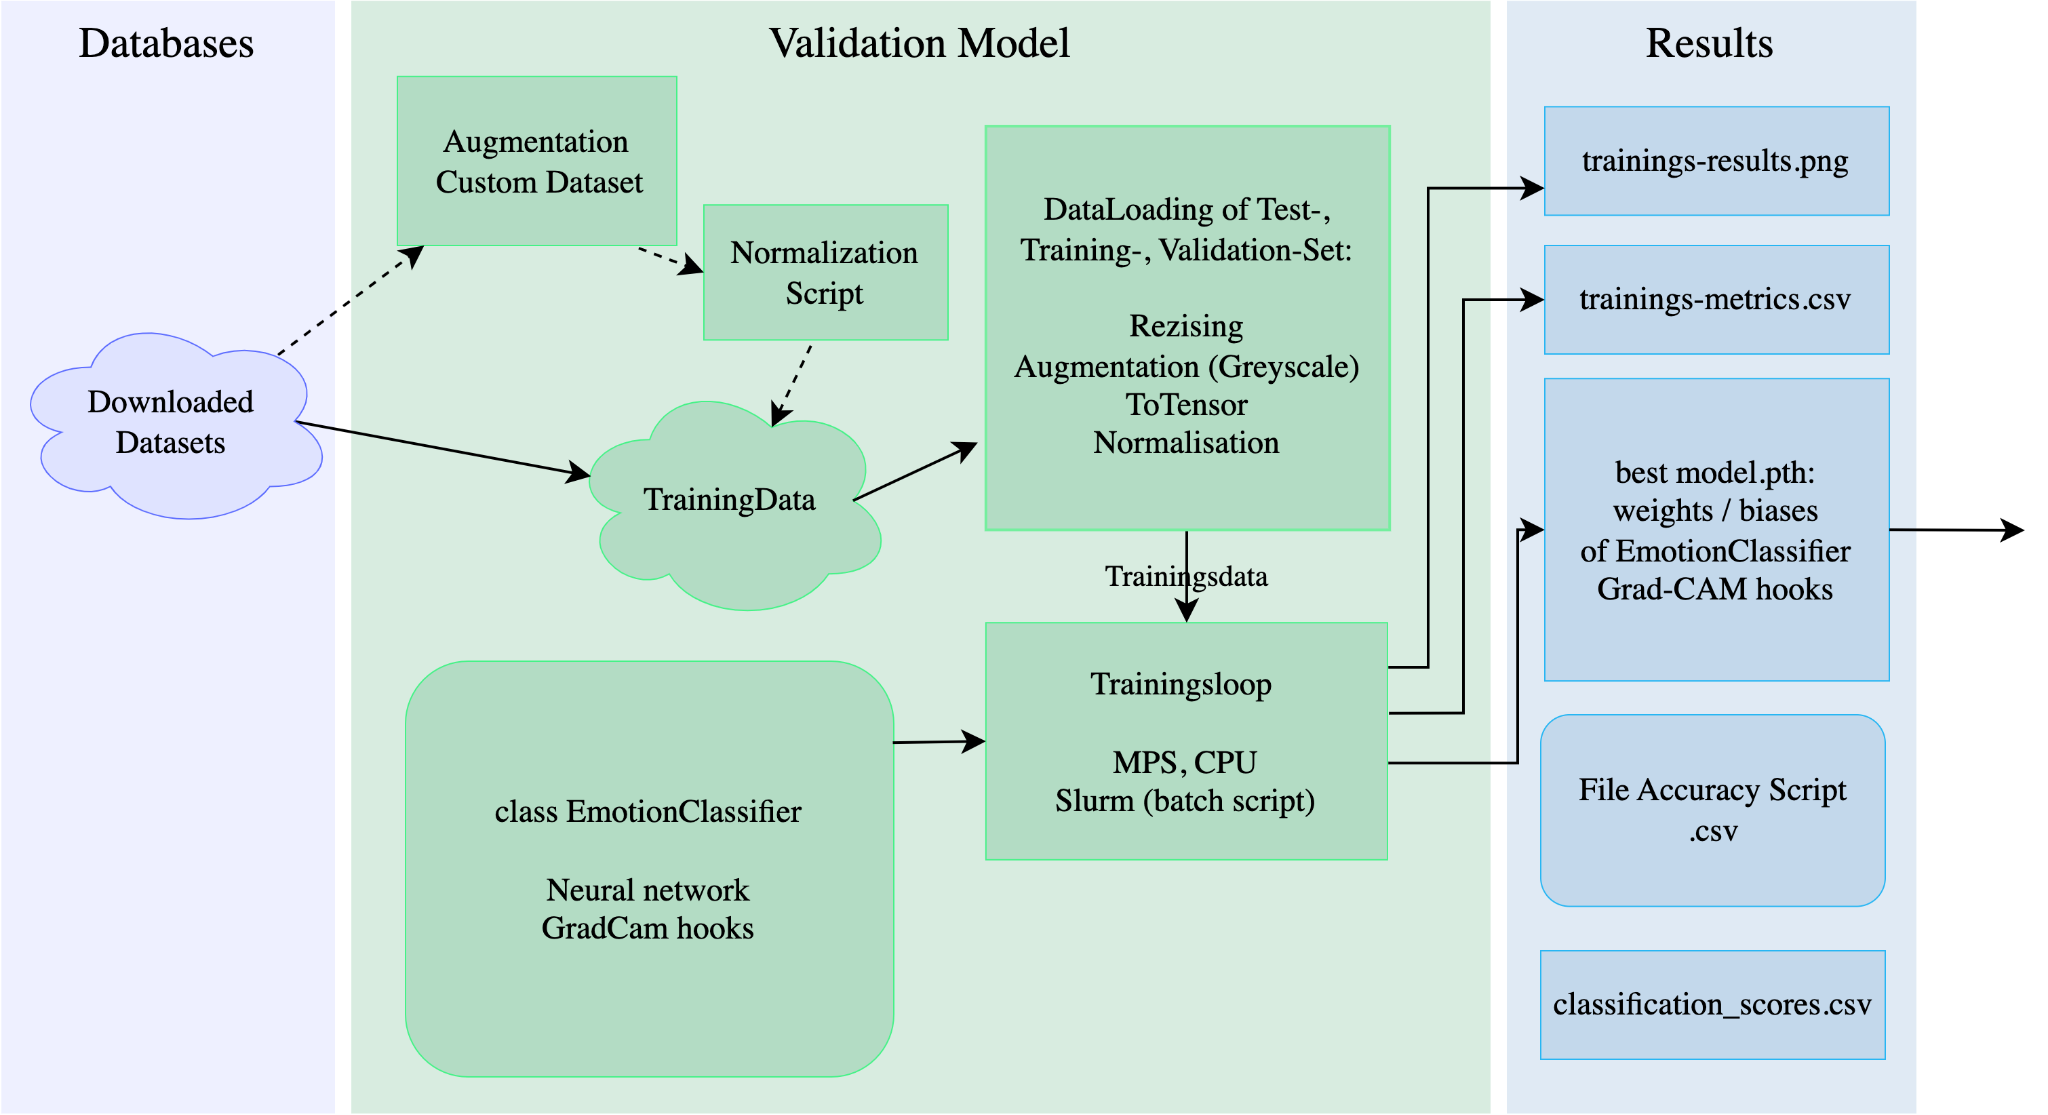 Databases
Validation Model
Results
Augmentation
Custom Dataset
Normalization
Script
Downloaded
Datasets
TrainingData
DataLoading of Test-,
Training-, Validation-Set:
Rezising
Augmentation (Greyscale)
ToTensor
Normalisation
Trainingsdata
class EmotionClassifier
Neural network
GradCam hooks
Trainingsloop
MPS, CPU
Slurm (batch script)
trainings-results.png
trainings-metrics.csv
best model.pth:
weights / biases
of EmotionClassifier
Grad-CAM hooks
File Accuracy Script
.csv
classification_scores.csv